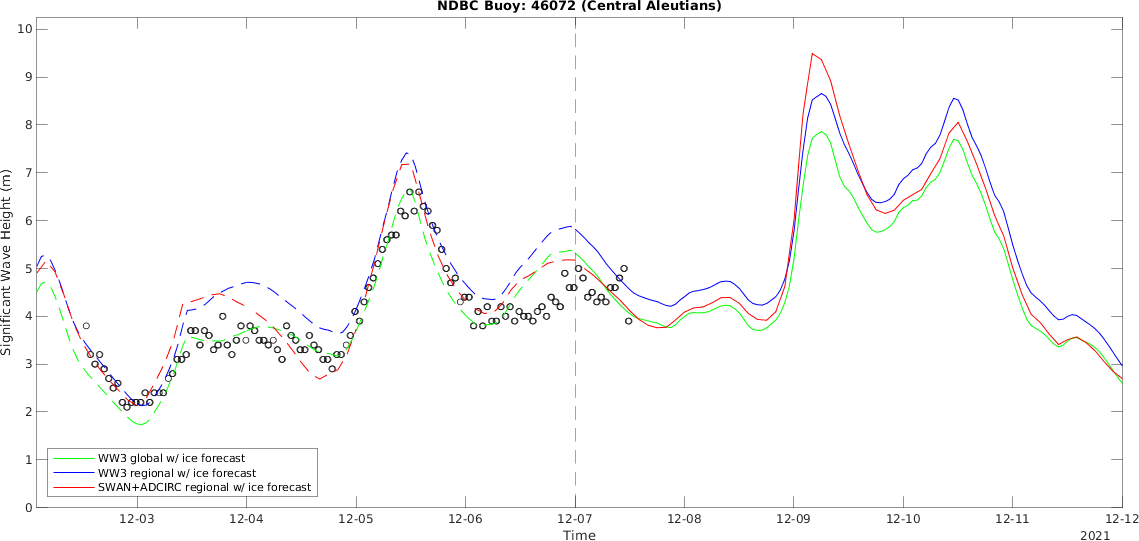 NDBC Buoy: 46072 (Central Aleutians)
10
9
8
7
6
5
4
3
2
1
0
Significant Wave Height (m)
WW3 global w/ ice forecast
WW3 regional w/ ice forecast
SWAN+ADCIRC regional w/ ice forecast
12-03 12-04 12-05 12-06 12-07 12-08 12-09 12-10 12-11 12-12
Time
2021